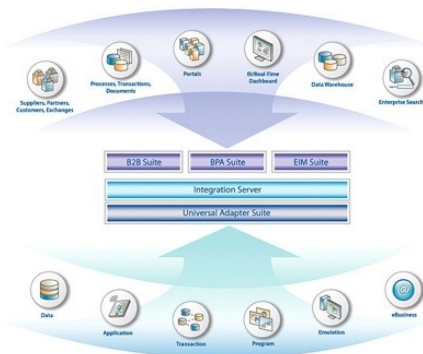 Suppliers, Partners,
Customers, Exchanges
Processes, Transactions,
Documents
Portals
BI/Real-Time
Dashboard
Data Warehouse
Enterprise Search
B2B Suite
BPA Suite
EIM Suite
Integration Server
Universal Adapter Suite
Data
Application
Transaction
Program
Emulation
eBusiness